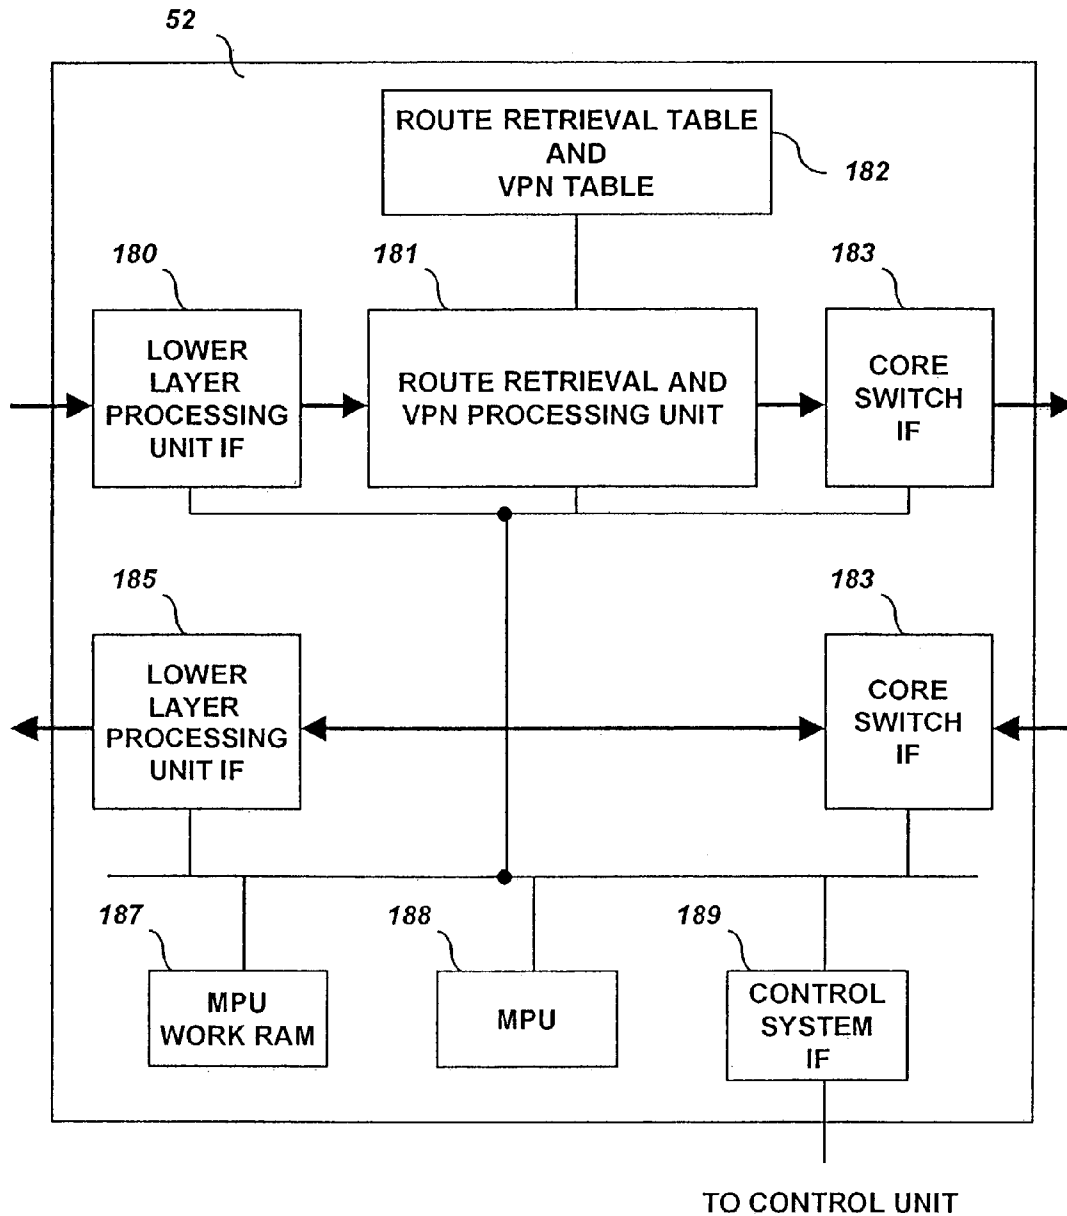 52
ROUTE RETRIEVAL TABLE
AND
VPN TABLE
182
180
181
183
LOWER
LAYER
PROCESSING
UNIT IF
ROUTE RETRIEVAL AND
VPN PROCESSING UNIT
CORE
SWITCH
IF
185
183
LOWER
LAYER
PROCESSING
UNIT IF
CORE
SWITCH
IF
187
188
189
MPU
WORK RAM
MPU
CONTROL
SYSTEM
IF
TO CONTROL UNIT